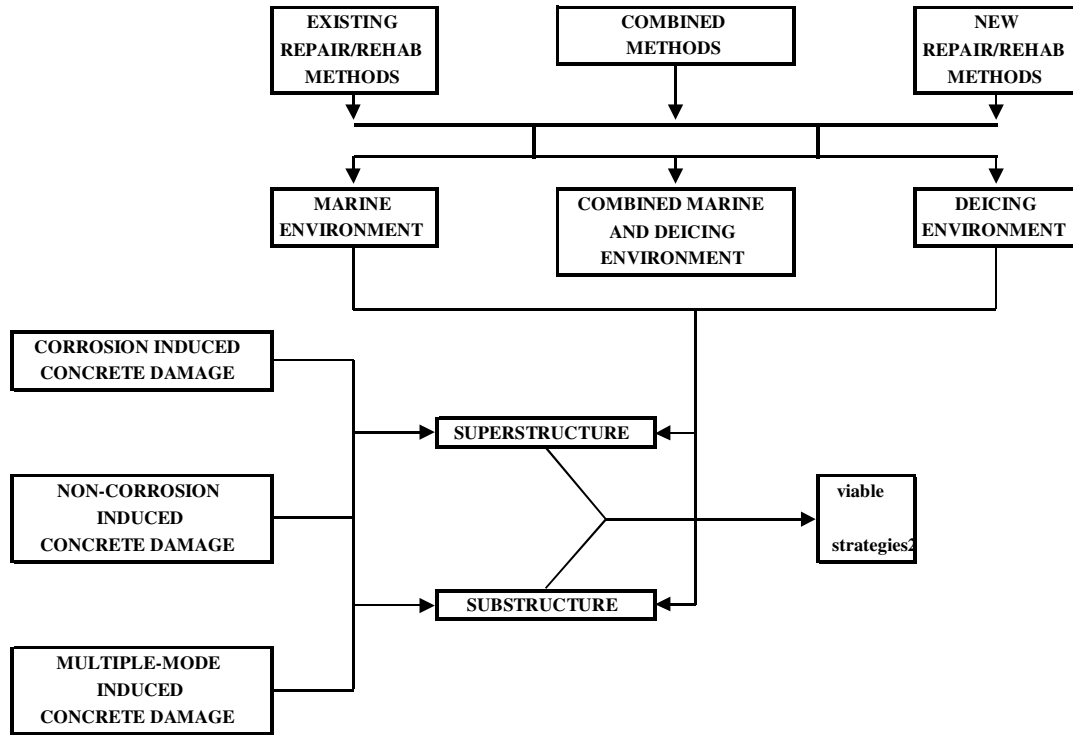 EXISTING
REPAIR/REHAB
METHODS
COMBINED
METHODS
NEW
REPAIR/REHAB
METHODS
MARINE
ENVIRONMENT
COMBINED MARINE
AND DEICING
ENVIRONMENT
DEICING
ENVIRONMENT
CORROSION INDUCED
CONCRETE DAMAGE
SUPERSTRUCTURE
NON-CORROSION
INDUCED
CONCRETE DAMAGE
viable
strategies2
SUBSTRUCTURE
MULTIPLE-MODE
INDUCED
CONCRETE DAMAGE